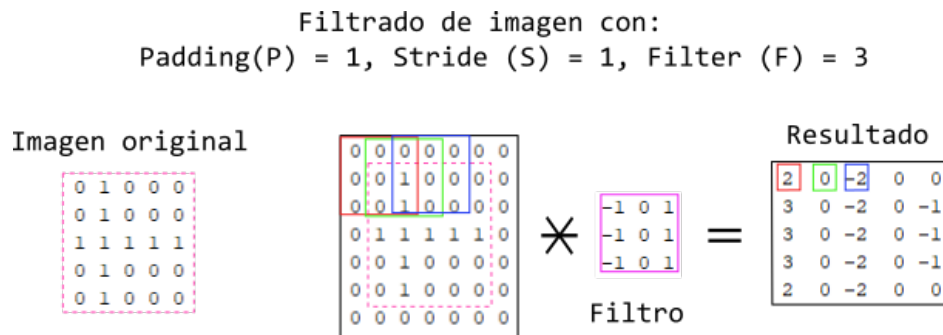 Filtrado de imagen con:
Padding(P) = 1, Stride (S) = 1, Filter (F) = 3
Imagen original
0 1 0 0 0
0 1 0 0 0
1 1 1 1 1
0 1 0 0 0
0 1 0 0 0
0 0 0 0 0 0 0
0 0 1 0 0 0 0
0 0 1 0 0 0 0
0 1 1 1 1 1 0
0 0 1 0 0 0 0
0 0 1 0 0 0 0
0 0 0 0 0 0 0
*
-1 0 1
-1 0 1
-1 0 1
Filtro
=
Resultado
2 0 -2 0 0
3 0 -2 0 -1
3 0 -2 0 -1
3 0 -2 0 -1
2 0 -2 0 0